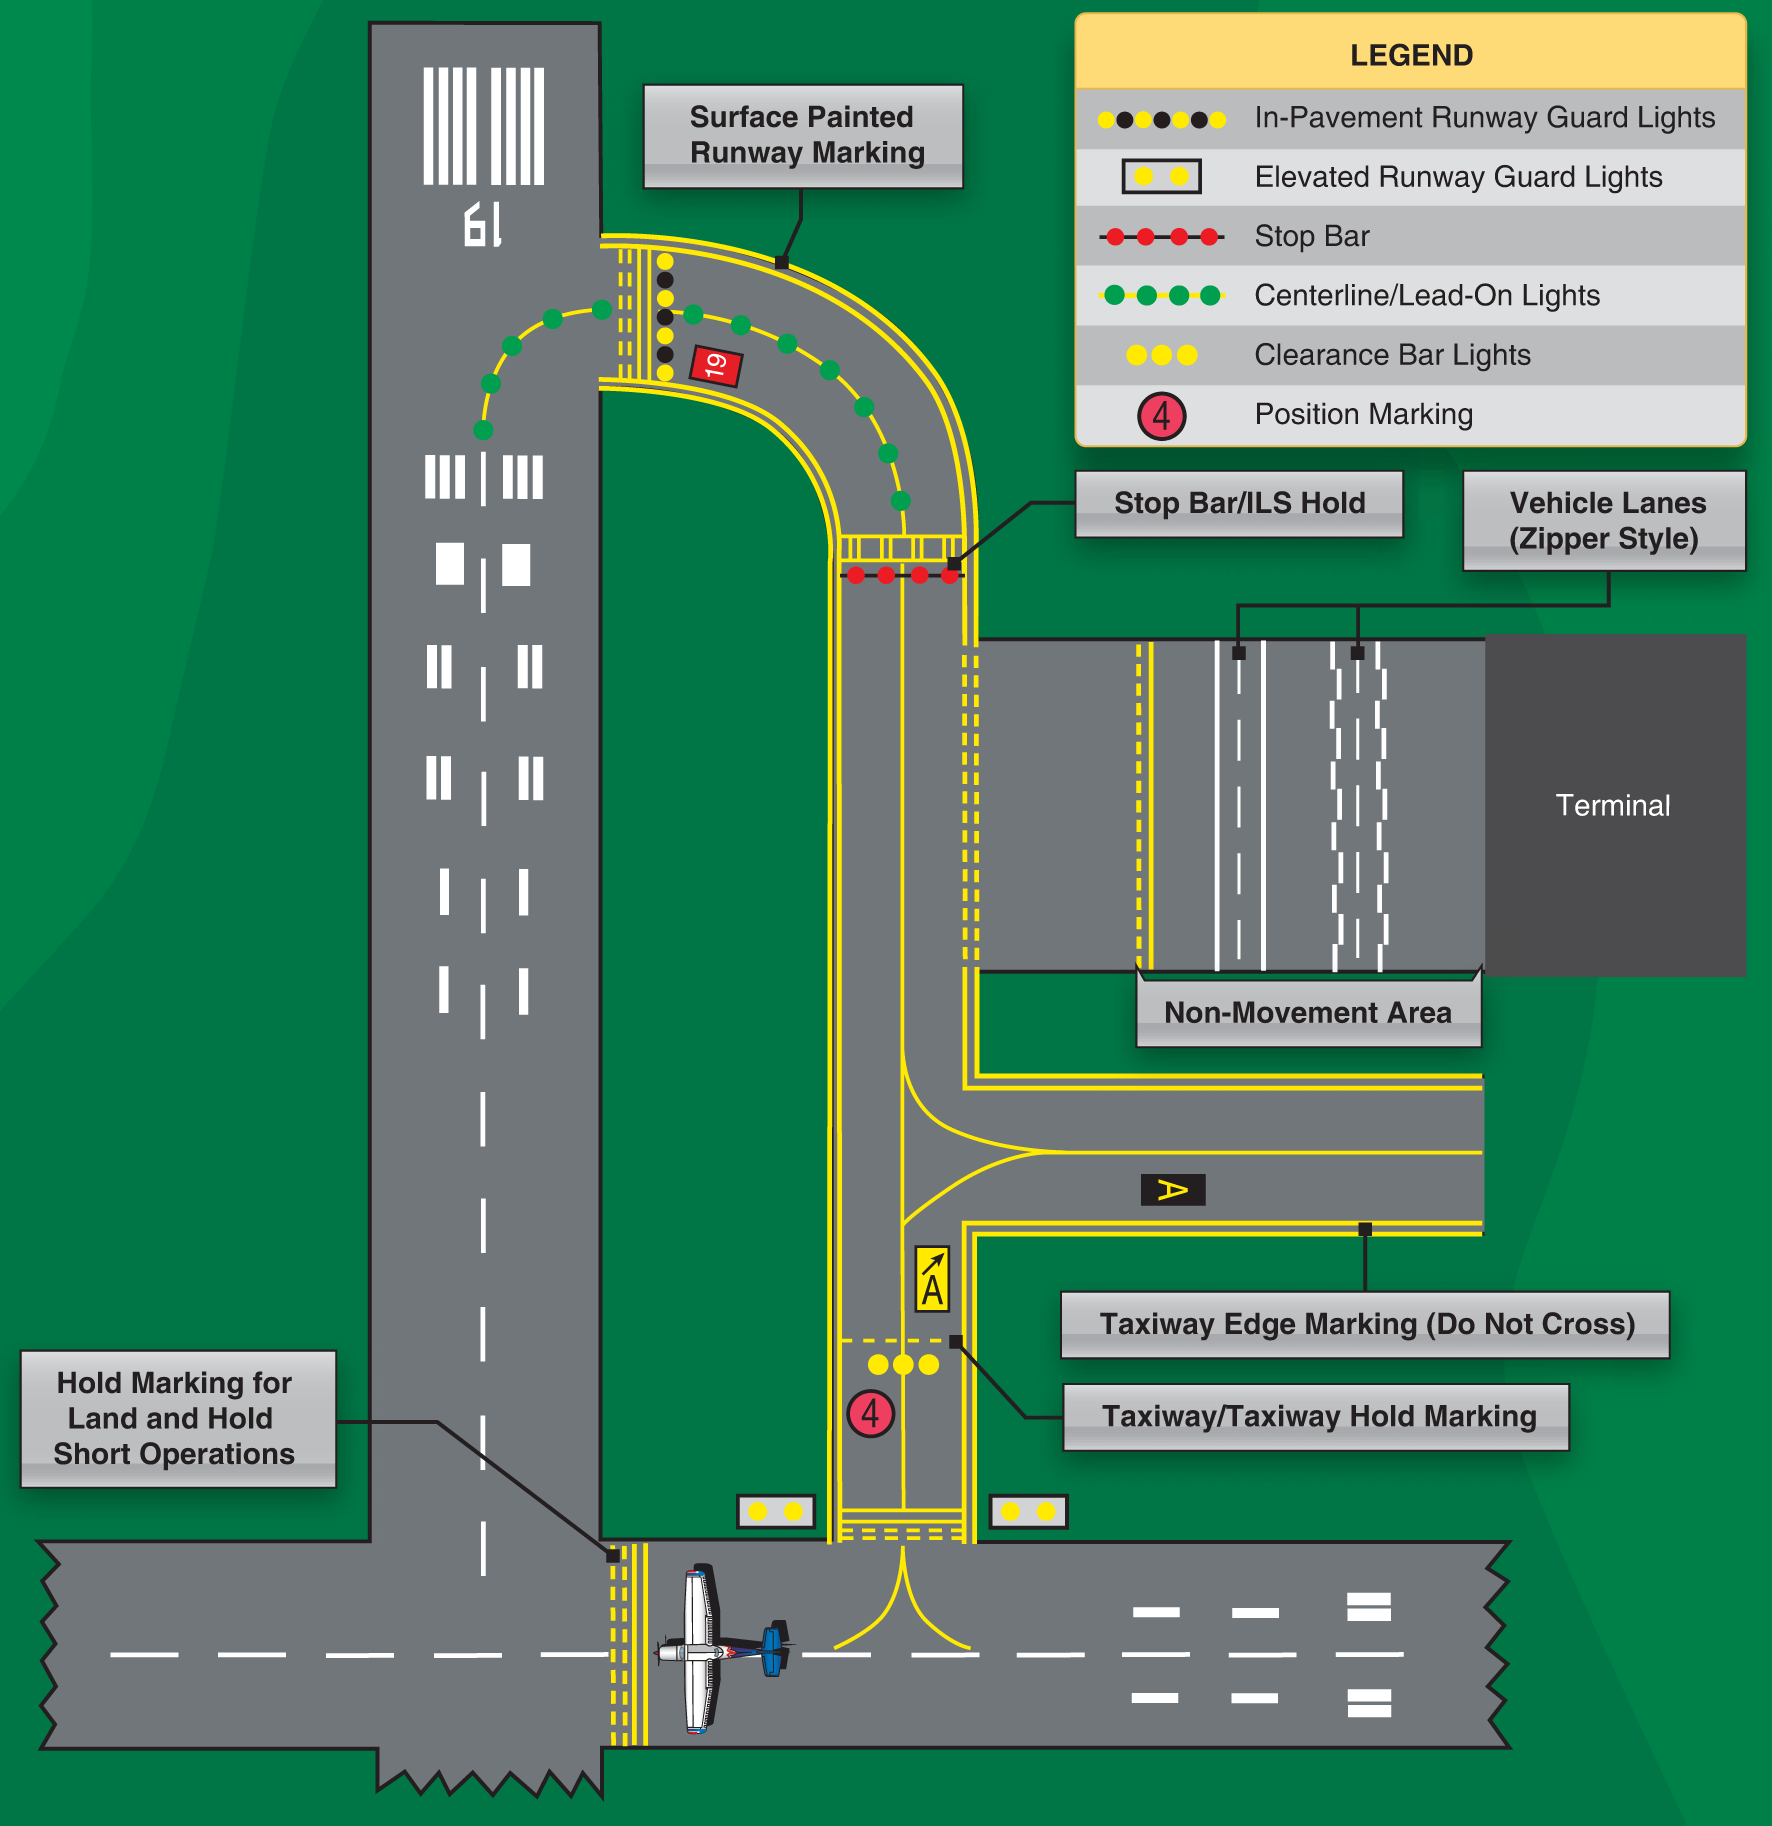 LEGEND
In-Pavement Runway Guard Lights
Elevated Runway Guard Lights
Stop Bar
Centerline/Lead-On Lights
Clearance Bar Lights
4
Position Marking
Surface Painted
Runway Marking
19
19
Stop Bar/ILS Hold
Vehicle Lanes
(Zipper Style)
Terminal
Non-Movement Area
A
A
Taxiway Edge Marking (Do Not Cross)
Taxiway/Taxiway Hold Marking
4
Hold Marking for
Land and Hold
Short Operations